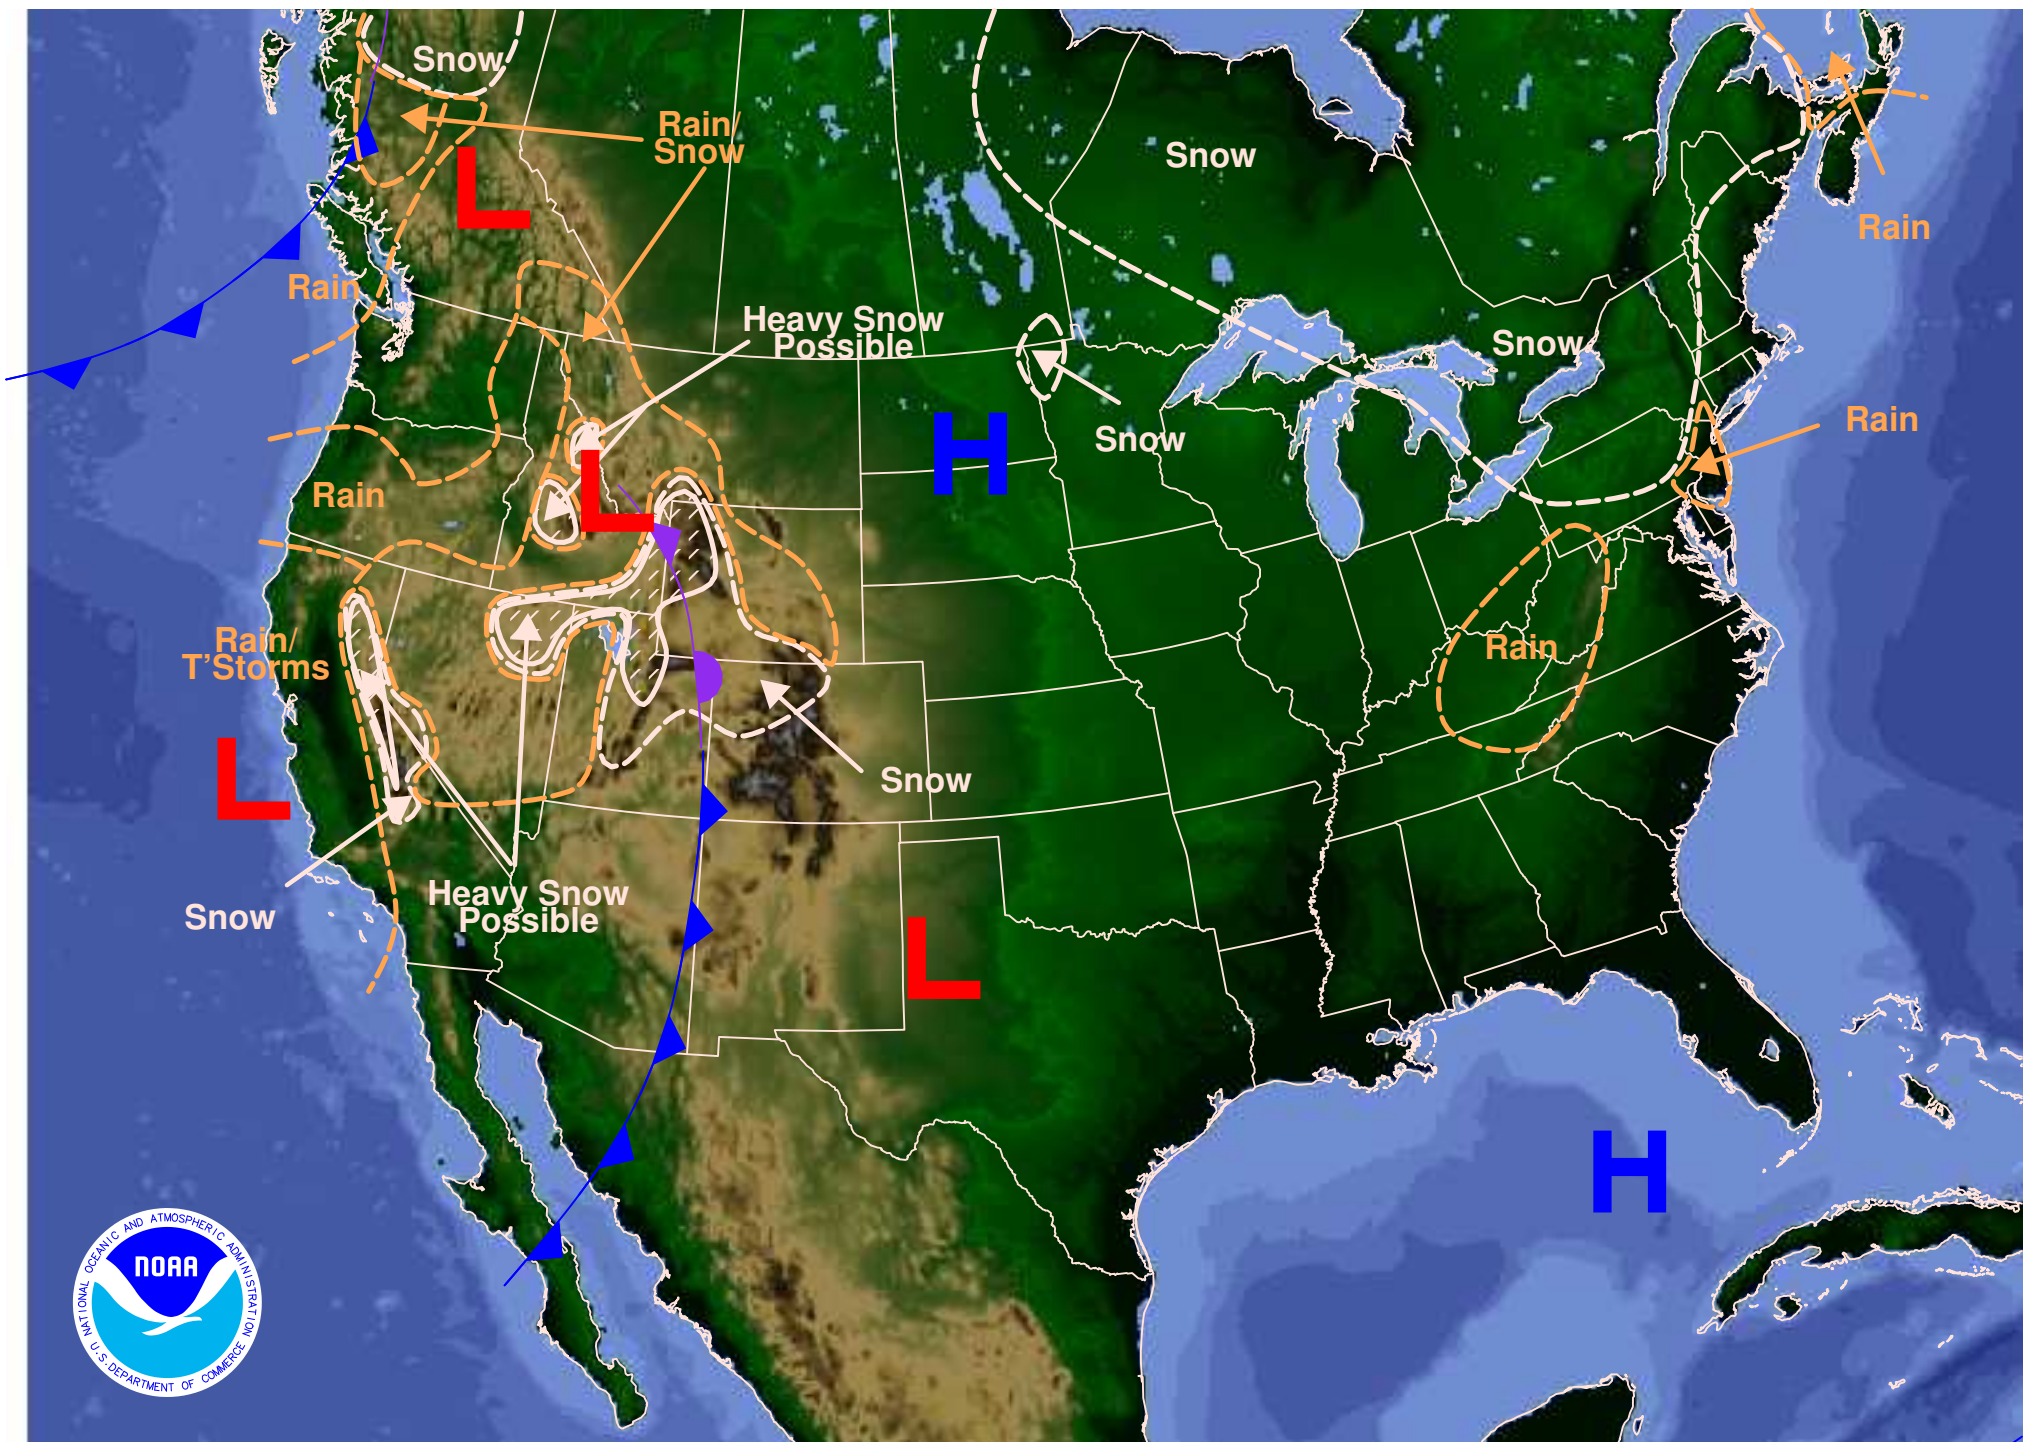 Snow
Rain/
Snow
Snow
Rain
Rain
Heavy Snow
Possible
Snow
Snow
Rain
Rain
Rain/
T'Storms
Rain
L
L
H
L
L
H
Snow
Snow
Heavy Snow
Possible
NOAA
NATIONAL OCEANIC AND ATMOSPHERIC ADMINISTRATION
U.S. DEPARTMENT OF COMMERCE